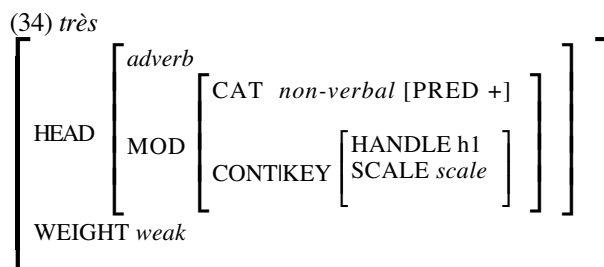 (34) très
adverb
CAT non-verbal [PRED +]
HEAD MOD
HANDLE h1
CONT|KEY SCALE scale
WEIGHT weak